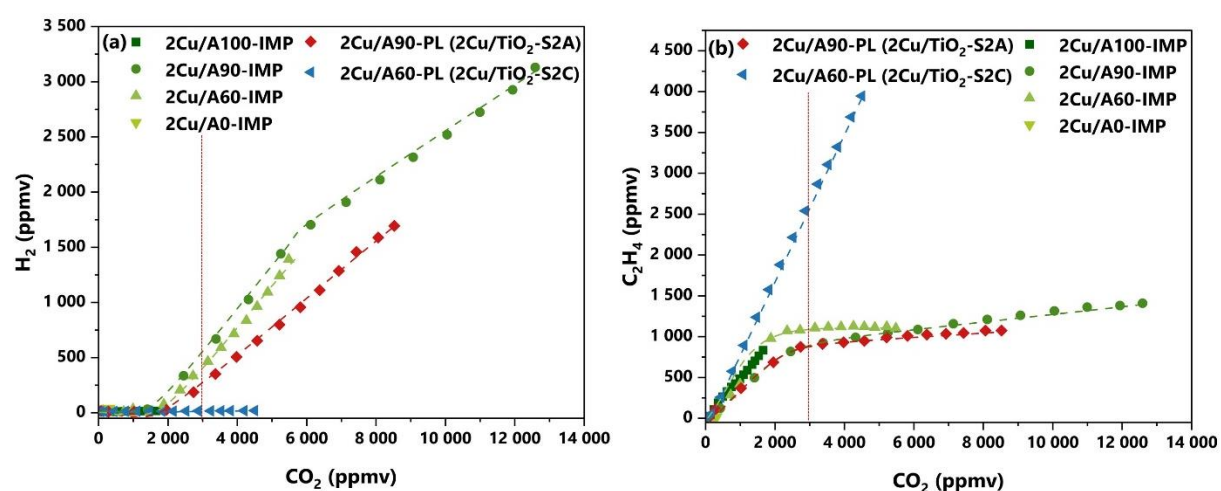 (a)
2Cu/A100-IMP
2Cu/A90-IMP
2Cu/A60-IMP
2Cu/A0-IMP
2Cu/A90-PL (2Cu/TiO₂-S2A)
2Cu/A60-PL (2Cu/TiO₂-S2C)
3 500
3 000
2 500
2 000
1 500
1 000
500
0
H₂ (ppmv)
0 2 000 4 000 6 000 8 000 10 000 12 000 14 000
CO₂ (ppmv)
(b)
2Cu/A90-PL (2Cu/TiO₂-S2A)
2Cu/A60-PL (2Cu/TiO₂-S2C)
2Cu/A100-IMP
2Cu/A90-IMP
2Cu/A60-IMP
2Cu/A0-IMP
4 500
4 000
3 500
3 000
2 500
2 000
1 500
1 000
500
0
C₂H₄ (ppmv)
0 2 000 4 000 6 000 8 000 10 000 12 000 14 000
CO₂ (ppmv)